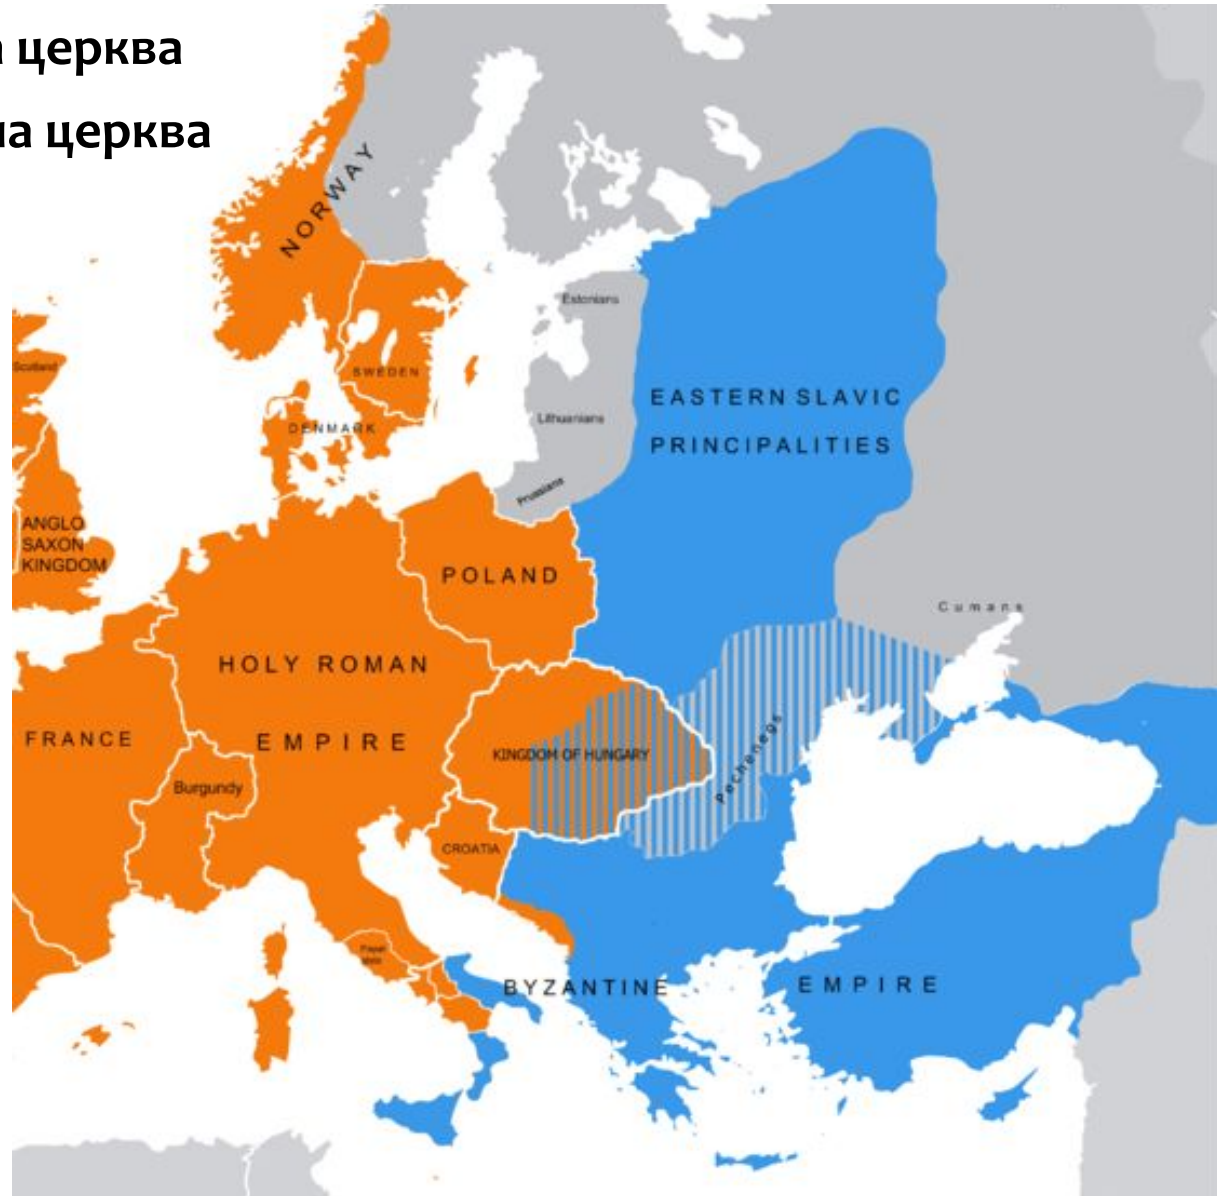 а церква
на церква
NORWAY
Estonians
Scotland
SWEDEN
EASTERN SLAVIC
PRINCIPALITIES
Lithuanians
DENMARK
Prussians
ANGLO
SAXON
KINGDOM
POLAND
Cumans
HOLY ROMAN
EMPIRE
FRANCE
KINGDOM OF HUNGARY
Pechenegs
Burgundy
CROATIA
Papal
BYZANTINE EMPIRE